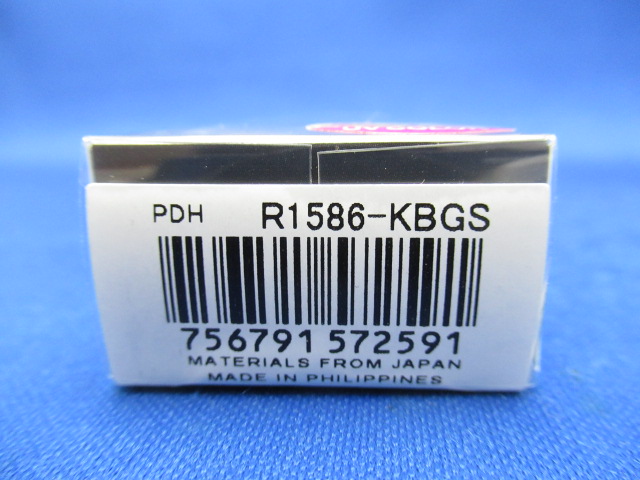 PDH R1586-KBGS
756791 572591
MATERIALS FROM JAPAN
MADE IN PHILIPPINES